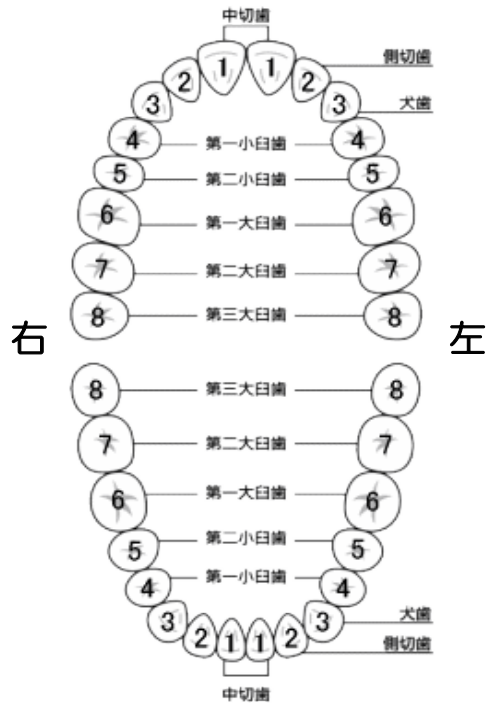 中切歯
1 1
2 2 側切歯
3 3 犬歯
4 第一小臼歯 4
5 第二小臼歯 5
6 第一大臼歯 6
7 第二大臼歯 7
8 第三大臼歯 8
右 左
8 第三大臼歯 8
7 第二大臼歯 7
6 第一大臼歯 6
5 第二小臼歯 5
4 第一小臼歯 4
3 3 犬歯
2 1 1 2 側切歯
中切歯